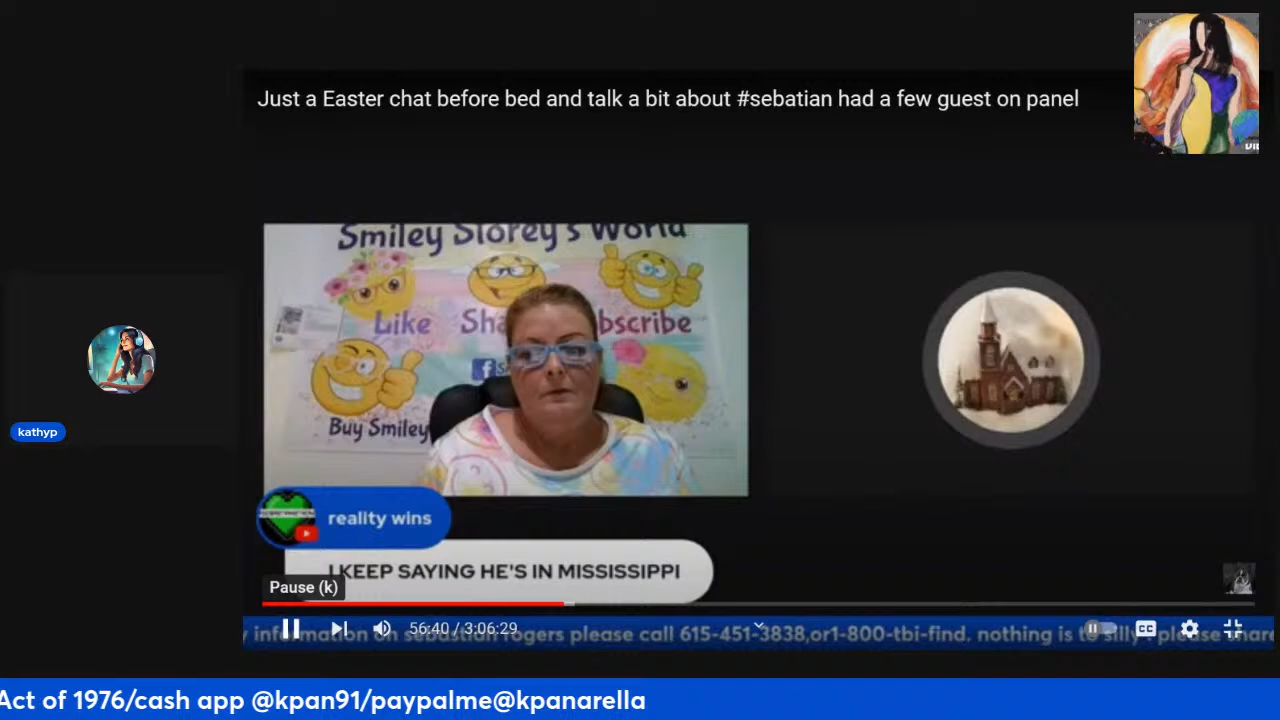 Just a Easter chat before bed and talk a bit about #sebatian had a few guest on panel
Smiley Storey's World
Like Sha bscribe
Buy Smiley
kathyp
reality wins
I KEEP SAYING HE'S IN MISSISSIPPI
Pause (k)
56:40 / 3:06:29
CC
information on sebastian rogers please call 615-451-3838,or1-800-tbi-find. nothing is to silly! please share
Act of 1976/cash app @kpan91/paypalme@kpanarella